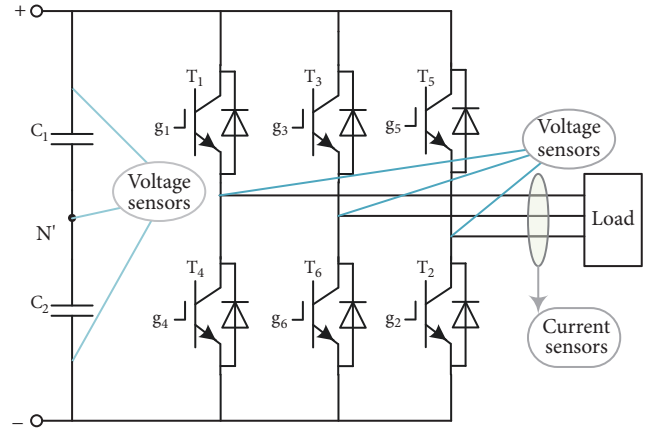 +
T₁
T₃
T₅
C₁
g₁
g₃
g₅
Voltage
sensors
Voltage
sensors
N'
Load
T₄
T₆
T₂
C₂
g₄
g₆
g₂
Current
sensors
−